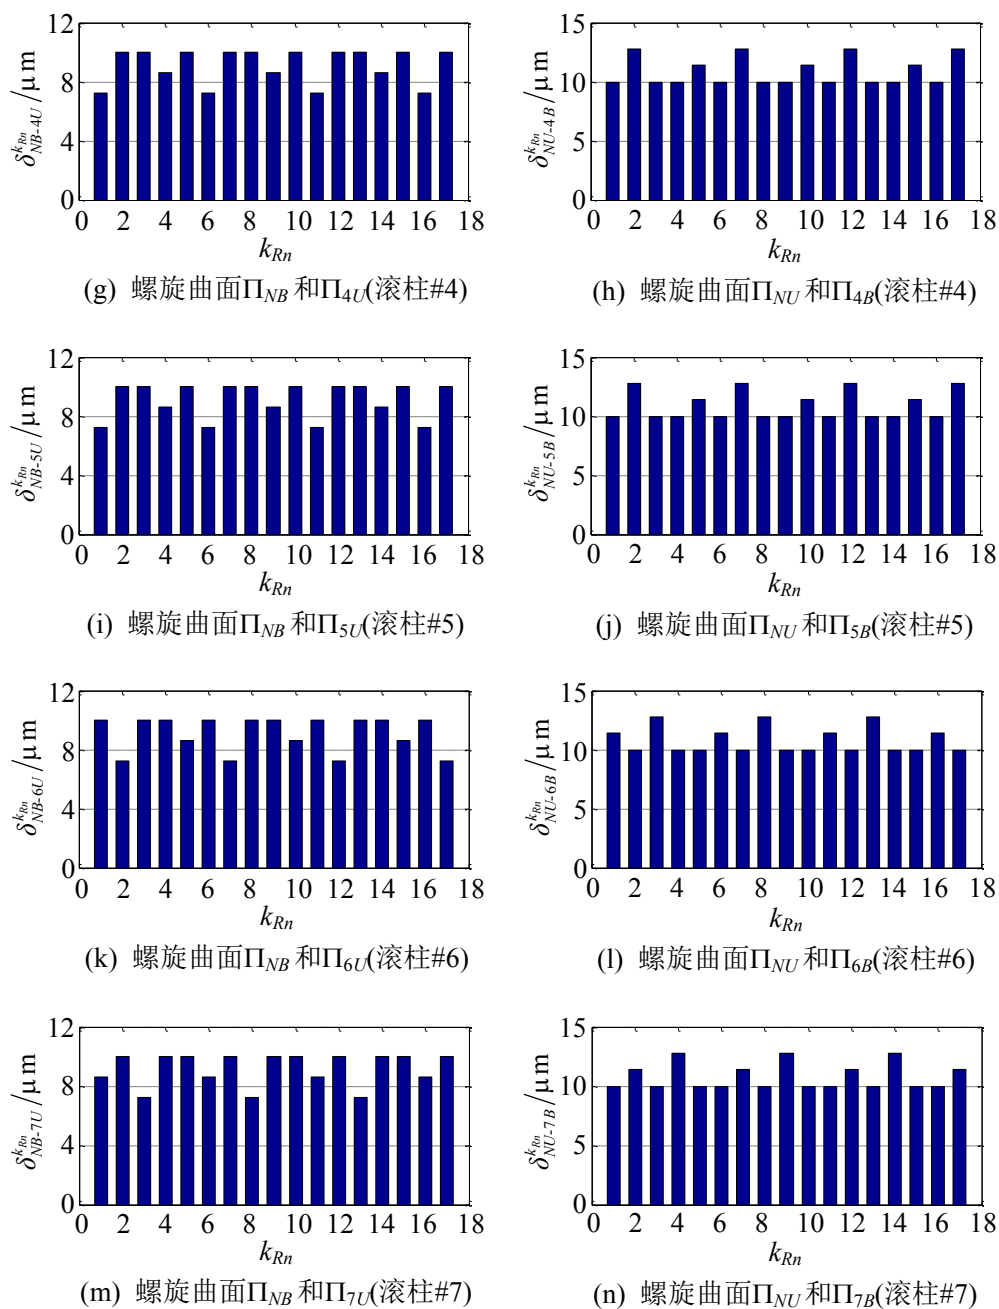 12
8
4
0
0 2 4 6 8 10 12 14 16 18
δ_{NB-4U}^{k_{Rn}}/μm
k_{Rn}
(g) 螺旋曲面Π_{NB}和Π_{4U}(滚柱#4)
15
10
5
0
0 2 4 6 8 10 12 14 16 18
δ_{NU-4B}^{k_{Rn}}/μm
k_{Rn}
(h) 螺旋曲面Π_{NU}和Π_{4B}(滚柱#4)
12
8
4
0
0 2 4 6 8 10 12 14 16 18
δ_{NB-5U}^{k_{Rn}}/μm
k_{Rn}
(i) 螺旋曲面Π_{NB}和Π_{5U}(滚柱#5)
15
10
5
0
0 2 4 6 8 10 12 14 16 18
δ_{NU-5B}^{k_{Rn}}/μm
k_{Rn}
(j) 螺旋曲面Π_{NU}和Π_{5B}(滚柱#5)
12
8
4
0
0 2 4 6 8 10 12 14 16 18
δ_{NB-6U}^{k_{Rn}}/μm
k_{Rn}
(k) 螺旋曲面Π_{NB}和Π_{6U}(滚柱#6)
15
10
5
0
0 2 4 6 8 10 12 14 16 18
δ_{NU-6B}^{k_{Rn}}/μm
k_{Rn}
(l) 螺旋曲面Π_{NU}和Π_{6B}(滚柱#6)
12
8
4
0
0 2 4 6 8 10 12 14 16 18
δ_{NB-7U}^{k_{Rn}}/μm
k_{Rn}
(m) 螺旋曲面Π_{NB}和Π_{7U}(滚柱#7)
15
10
5
0
0 2 4 6 8 10 12 14 16 18
δ_{NU-7B}^{k_{Rn}}/μm
k_{Rn}
(n) 螺旋曲面Π_{NU}和Π_{7B}(滚柱#7)